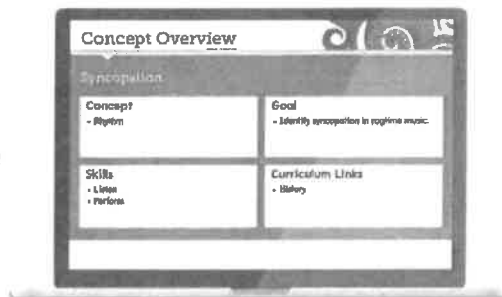 Concept Overview
Syncopation
Concept
• Rhythm
Goal
• Identify syncopation in ragtime music.
Skills
• Listen
• Perform
Curriculum Links
• History